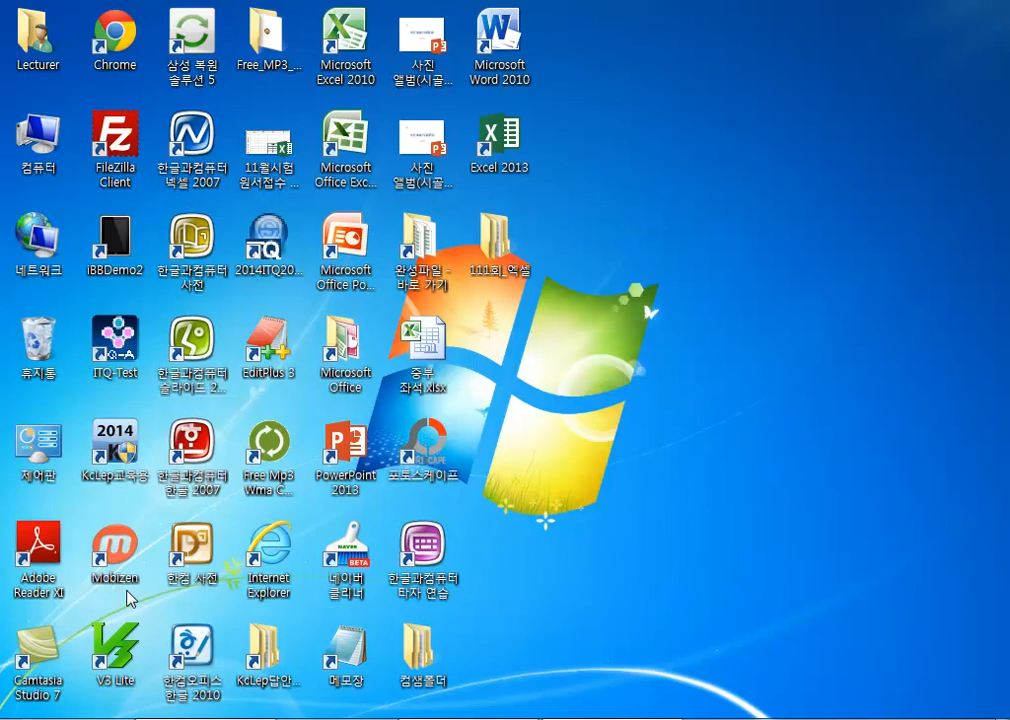 Lecturer
Chrome
삼성 복원
솔루션 5
Free_MP3_...
Microsoft
Excel 2010
사진
앨범(시골...
Microsoft
Word 2010
컴퓨터
FileZilla
Client
한글과컴퓨터
넥셀 2007
11월시험
원서접수 ...
Microsoft
Office Exc...
사진
앨범(시골...
Excel 2013
네트워크
iBBDemo2
한글과컴퓨터
사전
2014ITQ20...
Microsoft
Office Po...
완성파일 -
바로 가기
111회_엑셀
휴지통
ITQ-Test
한글과컴퓨터
슬라이드 2...
EditPlus 3
Microsoft
Office
중부
좌석.xlsx
제어판
2014
KcLep교육용
한글과컴퓨터
한글 2007
Free Mp3
Wma C...
PowerPoint
2013
포토스케이프
Adobe
Reader XI
Mobizen
한컴 사전
Internet
Explorer
NAVER
BETA
네이버
클리너
한글과컴퓨터
타자 연습
Camtasia
Studio 7
V3 Lite
한컴오피스
한글 2010
KcLep답안...
메모장
컴샘폴더